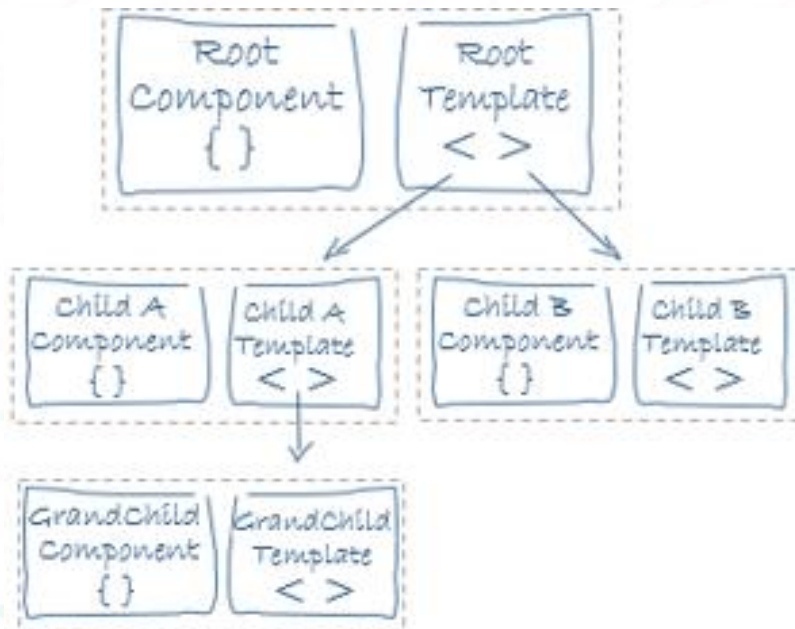 Root
Component
{ }
Root
Template
< >
Child A
Component
{ }
Child A
Template
< >
Child B
Component
{ }
Child B
Template
< >
GrandChild
Component
{ }
GrandChild
Template
< >